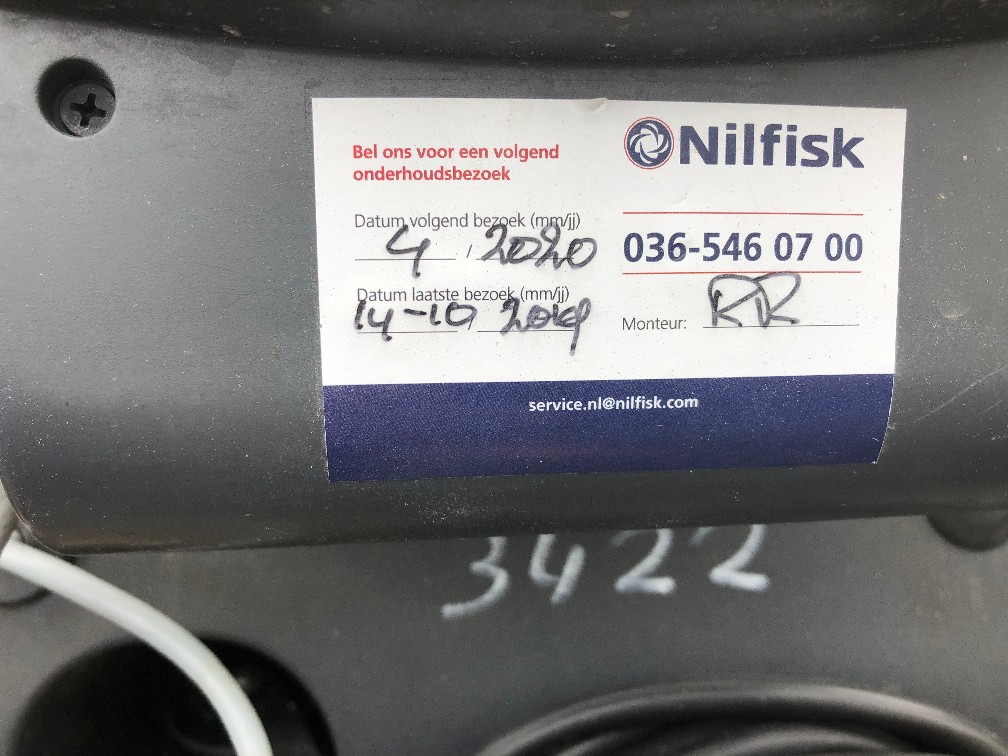 Nilfisk
Bel ons voor een volgend
onderhoudsbezoek
Datum volgend bezoek (mm/jj)
4 / 2020
036-546 07 00
Datum laatste bezoek (mm/jj)
14-10 / 2019
Monteur: RR
service.nl@nilfisk.com
3422